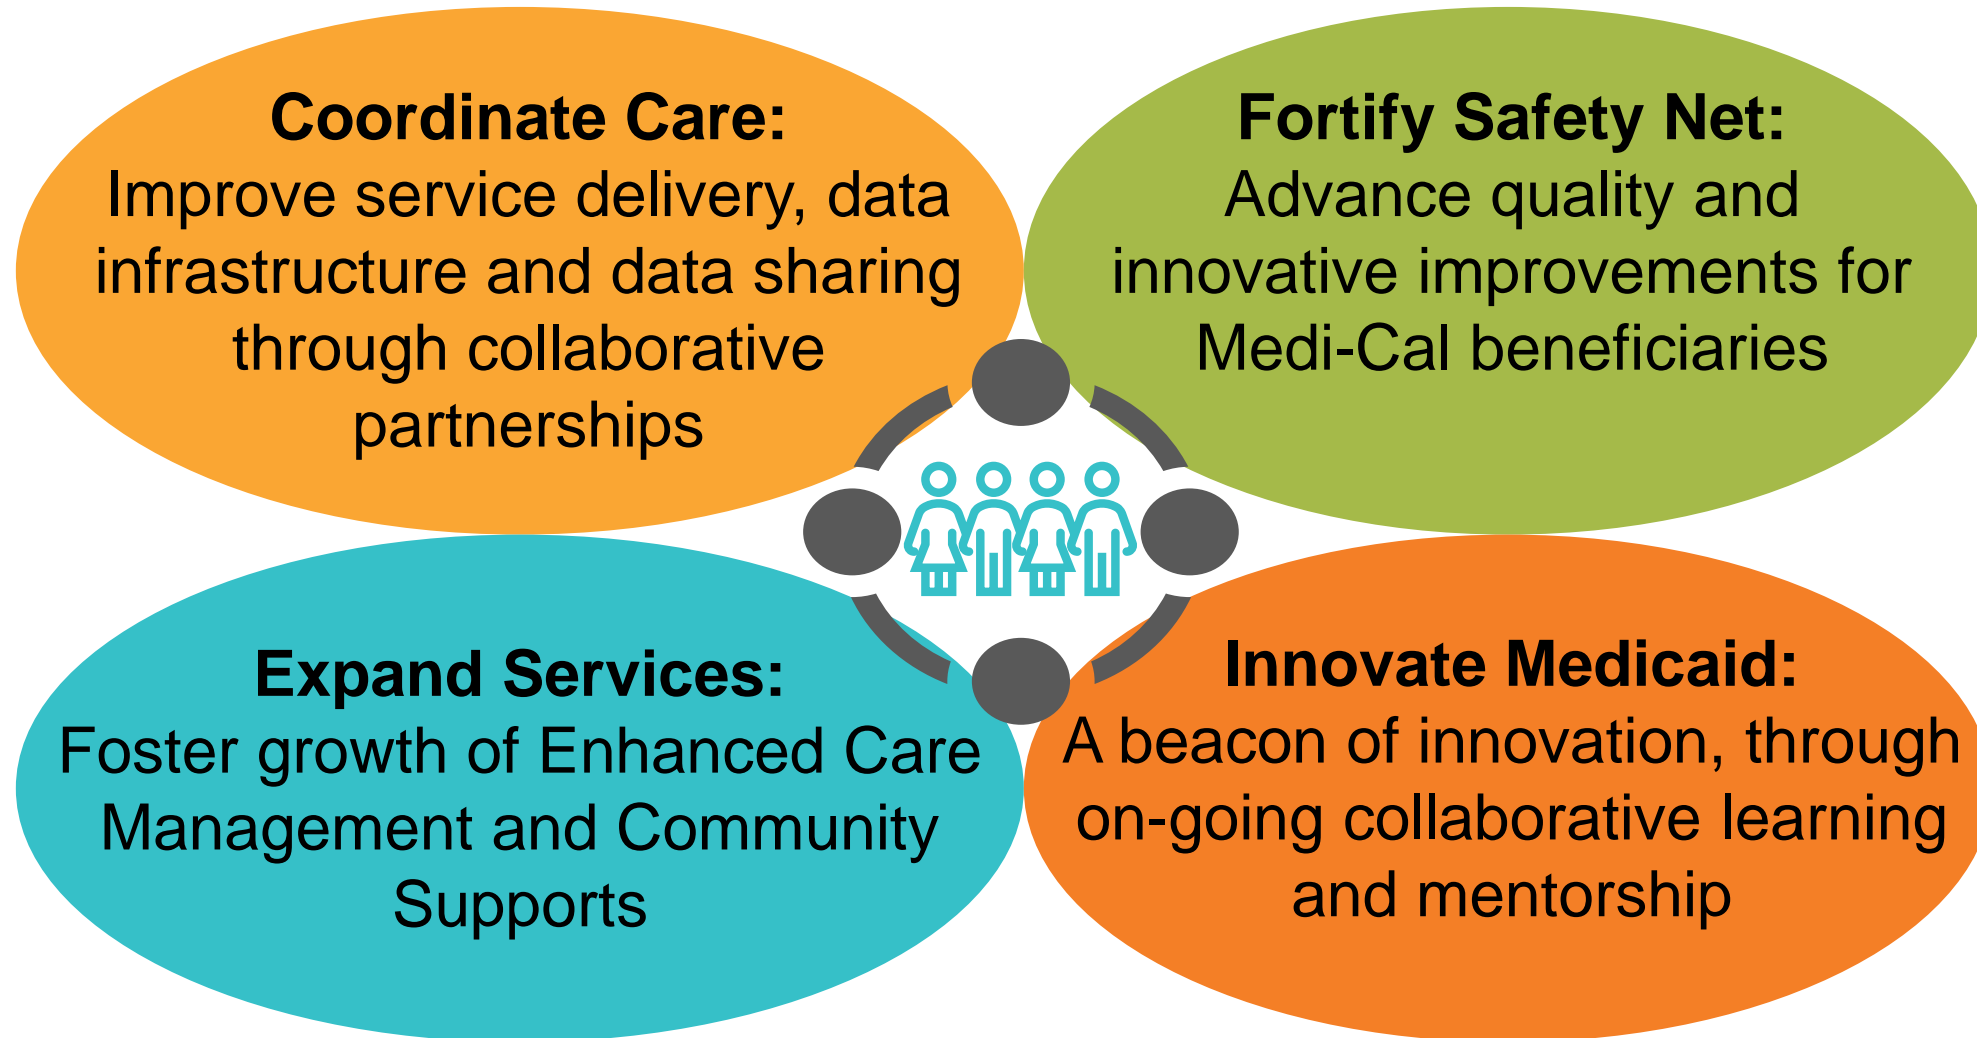 Coordinate Care:
Improve service delivery, data
infrastructure and data sharing
through collaborative
partnerships
Fortify Safety Net:
Advance quality and
innovative improvements for
Medi-Cal beneficiaries
Expand Services:
Foster growth of Enhanced Care
Management and Community
Supports
Innovate Medicaid:
A beacon of innovation, through
on-going collaborative learning
and mentorship